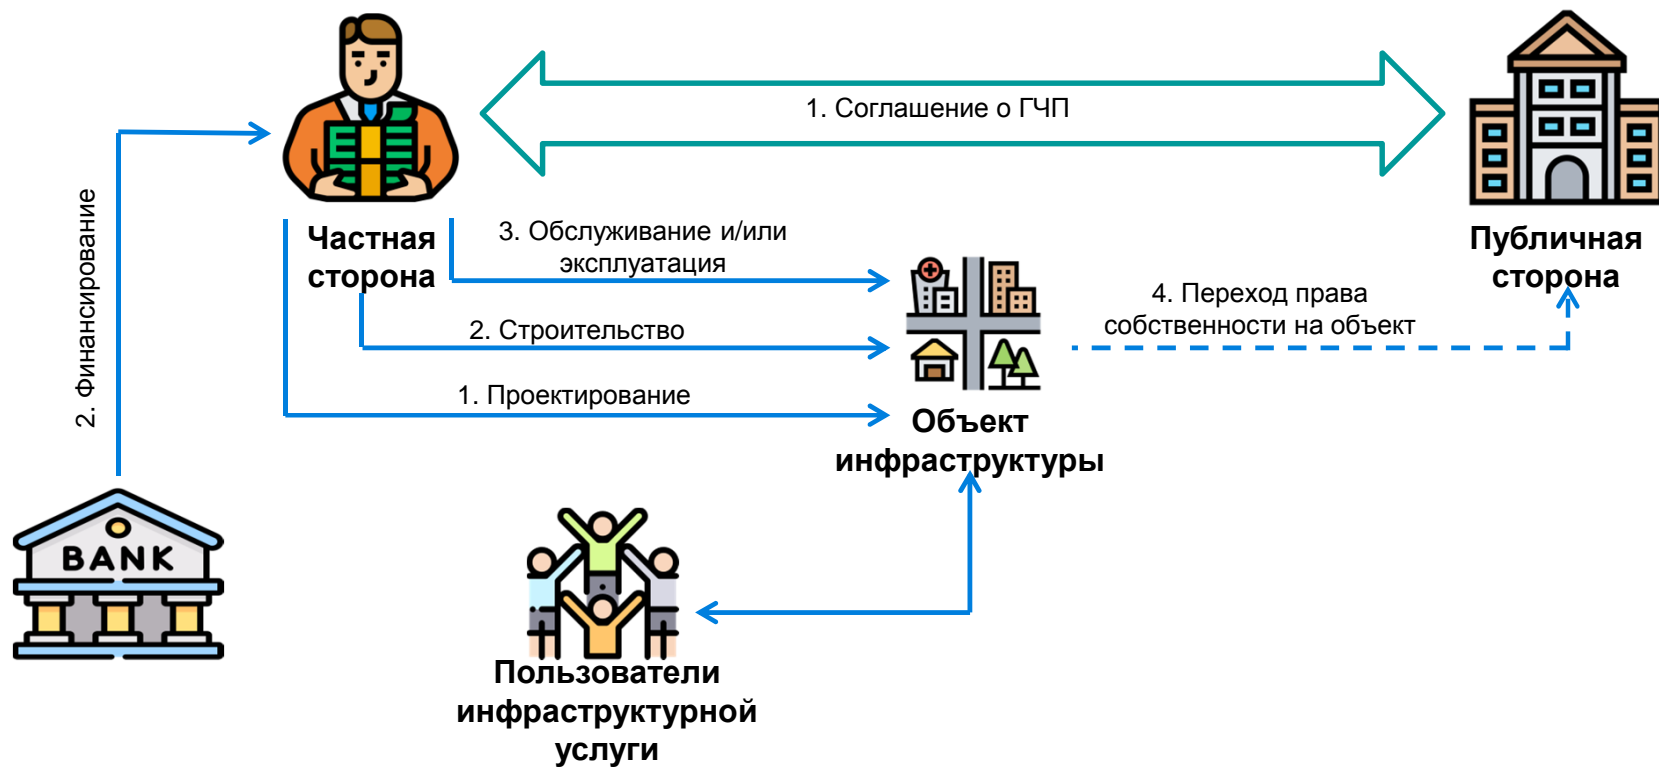 1. Соглашение о ГЧП
Частная
сторона
Публичная
сторона
2. Финансирование
3. Обслуживание и/или
эксплуатация
4. Переход права
собственности на объект
2. Строительство
1. Проектирование
Объект
инфраструктуры
BANK
Пользователи
инфраструктурной
услуги